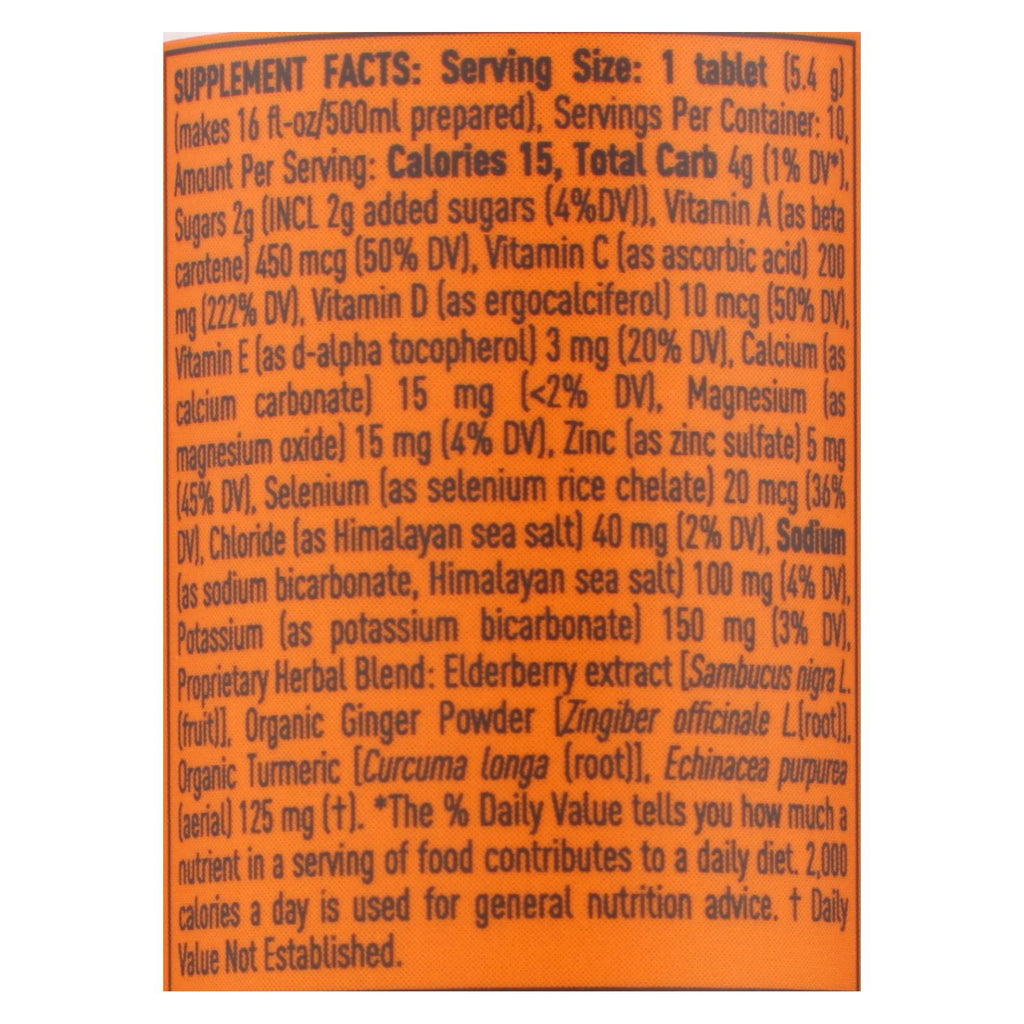 SUPPLEMENT FACTS: Serving Size: 1 tablet (5.4 g)
(makes 16 fl-oz/500ml prepared), Servings Per Container: 10,
Amount Per Serving: Calories 15, Total Carb 4g (1% DV*),
Sugars 2g (INCL 2g added sugars (4%DV)), Vitamin A (as beta
carotene) 450 mcg (50% DV), Vitamin C (as ascorbic acid) 200
mg (222% DV), Vitamin D (as ergocalciferol) 10 mcg (50% DV),
Vitamin E (as d-alpha tocopherol) 3 mg (20% DV), Calcium (as
calcium carbonate) 15 mg (<2% DV), Magnesium (as
magnesium oxide) 15 mg (4% DV), Zinc (as zinc sulfate) 5 mg
(45% DV), Selenium (as selenium rice chelate) 20 mcg (36%
DV), Chloride (as Himalayan sea salt) 40 mg (2% DV), Sodium
(as sodium bicarbonate, Himalayan sea salt) 100 mg (4% DV),
Potassium (as potassium bicarbonate) 150 mg (3% DV),
Proprietary Herbal Blend: Elderberry extract [Sambucus nigra L.
(fruit)], Organic Ginger Powder [Zingiber officinale L.(root)],
Organic Turmeric [Curcuma longa (root)], Echinacea purpurea
(aerial) 125 mg (†). *The % Daily Value tells you how much a
nutrient in a serving of food contributes to a daily diet. 2,000
calories a day is used for general nutrition advice. † Daily
Value Not Established.